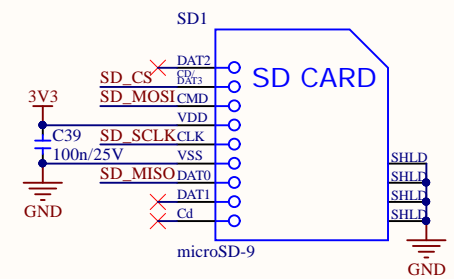 SD1
DAT2
SD CARD
SD_CS
CD/
DAT3
SD_MOSI
CMD
3V3
VDD
C39
SD_SCLK
CLK
100n/25V
VSS
SHLD
SD_MISO
DAT0
SHLD
DAT1
SHLD
GND
Cd
SHLD
microSD-9
GND